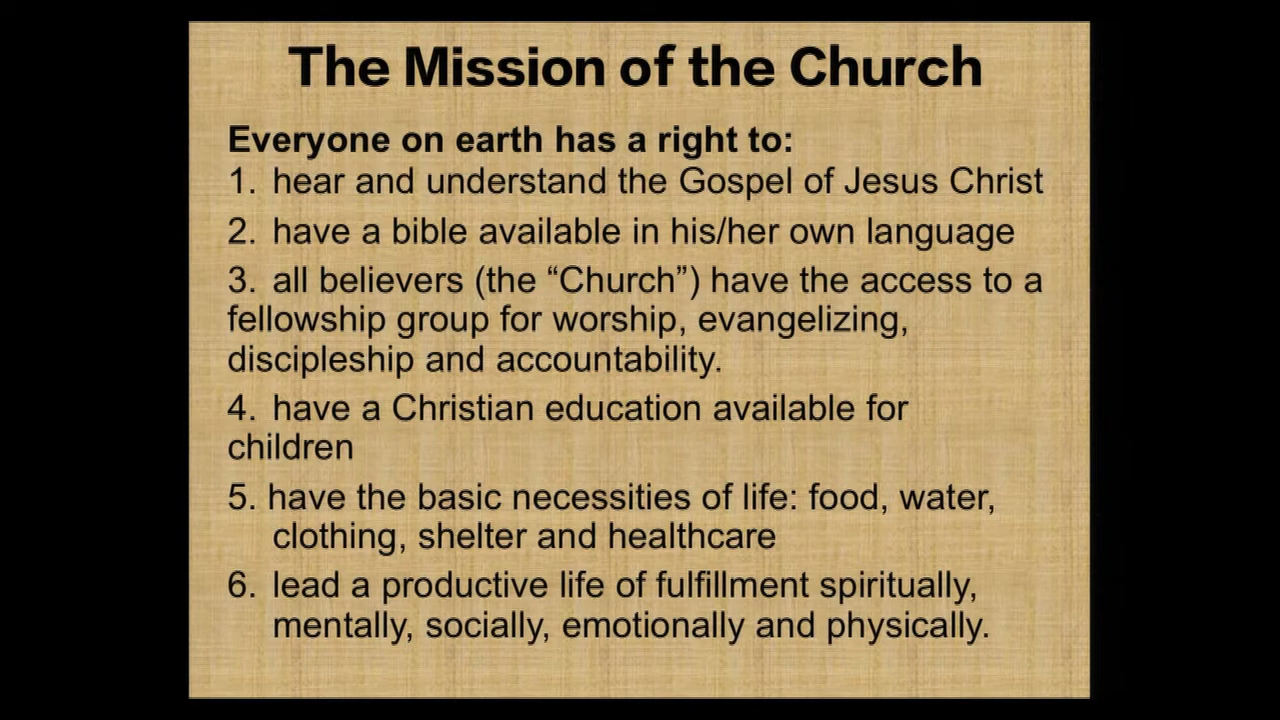 The Mission of the Church
Everyone on earth has a right to:
1. hear and understand the Gospel of Jesus Christ
2. have a bible available in his/her own language
3. all believers (the “Church”) have the access to a
fellowship group for worship, evangelizing,
discipleship and accountability.
4. have a Christian education available for
children
5. have the basic necessities of life: food, water,
clothing, shelter and healthcare
6. lead a productive life of fulfillment spiritually,
mentally, socially, emotionally and physically.